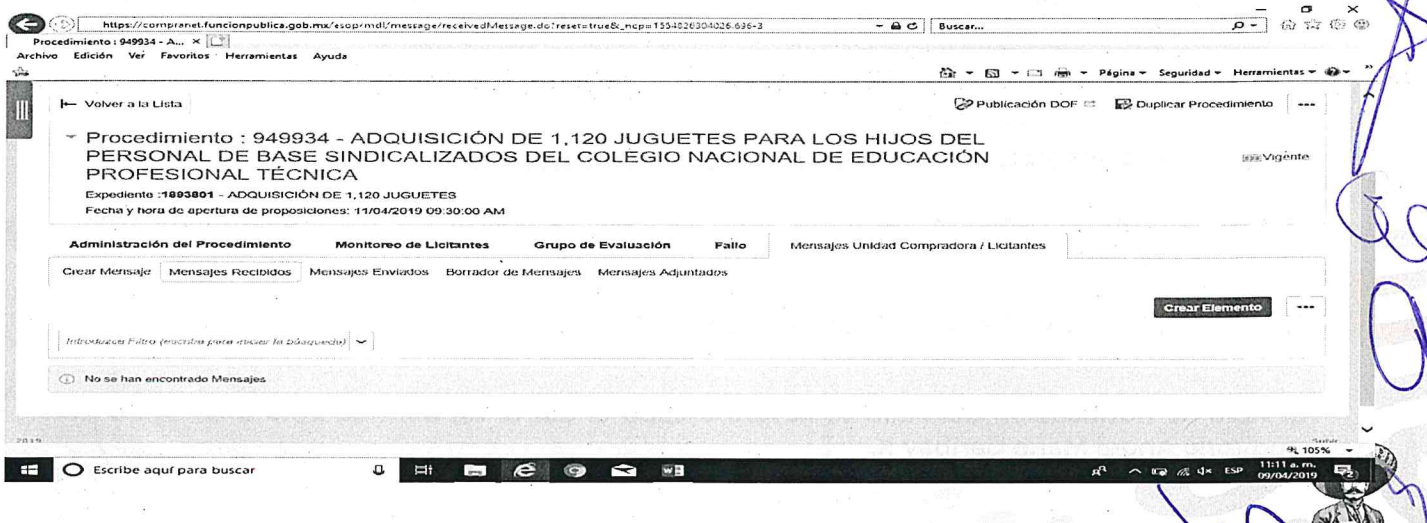 https://compranet.funcionpublica.gob.mx/esop/mdl/message/receivedMessage.do?reset=true&_ncp=1554826304026.636-3 Buscar...
Procedimiento : 949934 - A...
Archivo Edición Ver Favoritos Herramientas Ayuda
Página Seguridad Herramientas
Volver a la Lista Publicación DOF Duplicar Procedimiento ...
Procedimiento : 949934 - ADQUISICIÓN DE 1,120 JUGUETES PARA LOS HIJOS DEL
PERSONAL DE BASE SINDICALIZADOS DEL COLEGIO NACIONAL DE EDUCACIÓN
PROFESIONAL TÉCNICA
Vigente
Expediente :1893801 - ADQUISICIÓN DE 1,120 JUGUETES
Fecha y hora de apertura de proposiciones: 11/04/2019 09:30:00 AM
Administración del Procedimiento Monitoreo de Licitantes Grupo de Evaluación Fallo Mensajes Unidad Compradora / Licitantes
Crear Mensaje Mensajes Recibidos Mensajes Enviados Borrador de Mensajes Mensajes Adjuntados
Crear Elemento ...
Introduzca Filtro (escriba para iniciar la búsqueda)
No se han encontrado Mensajes
2019
105%
Escribe aquí para buscar
ESP
11:11 a. m.
09/04/2019